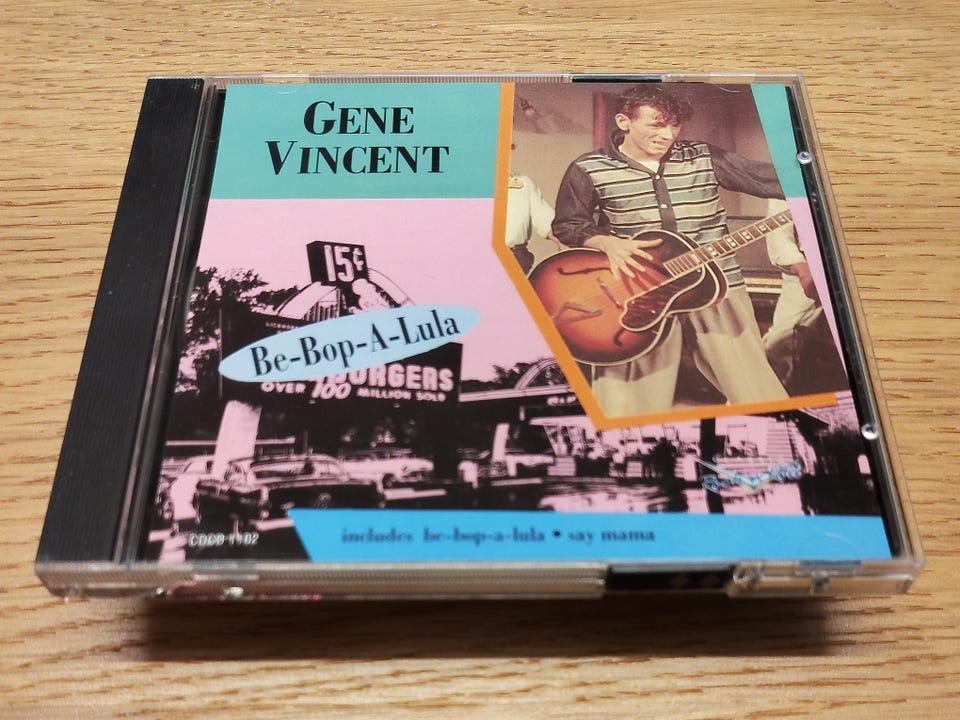 GENE
VINCENT
15¢
Be-Bop-A-Lula
BURGERS
OVER 100 MILLION SOLD
includes be-bop-a-lula • say mama